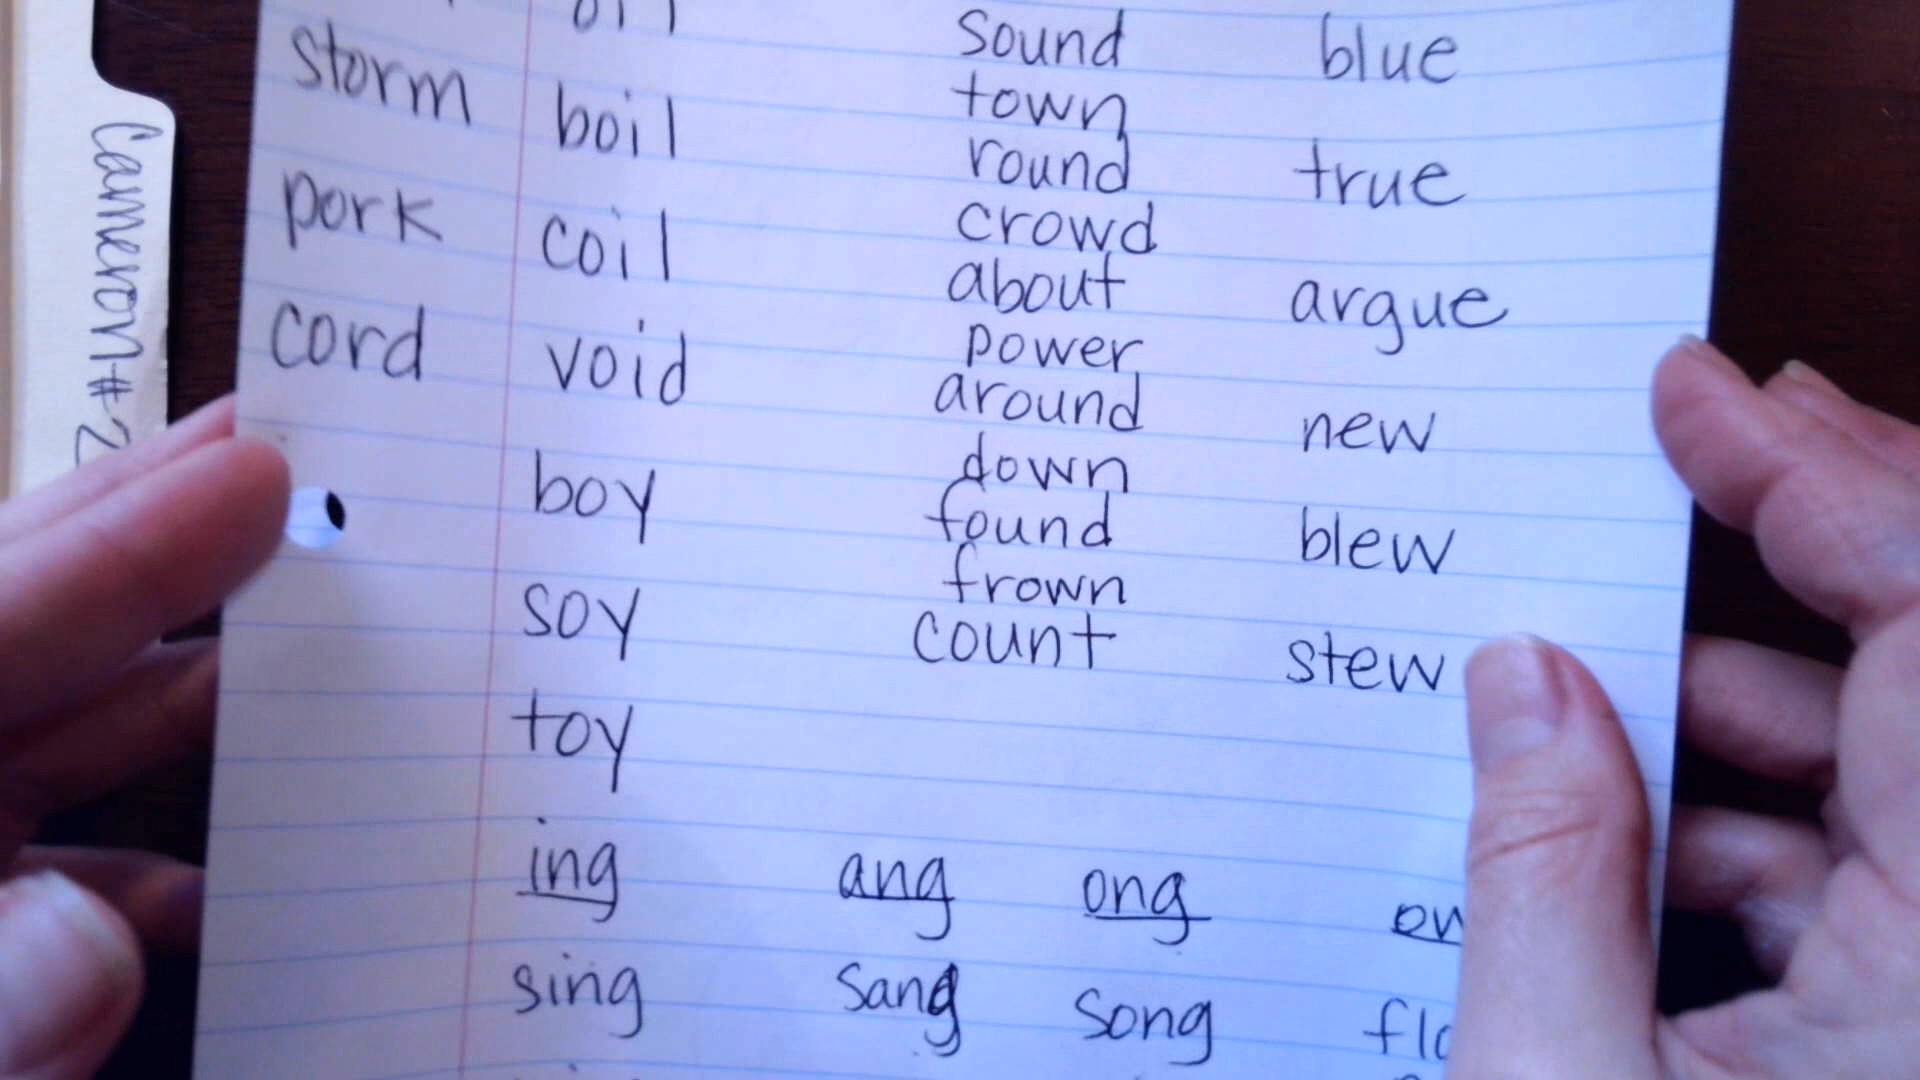 oil
sound
blue
storm
boil
town
round
true
pork
coil
crowd
about
argue
cord
void
power
around
new
down
boy
found
blew
frown
soy
count
stew
toy
ing ang ong
sing sang song
Cameron #2